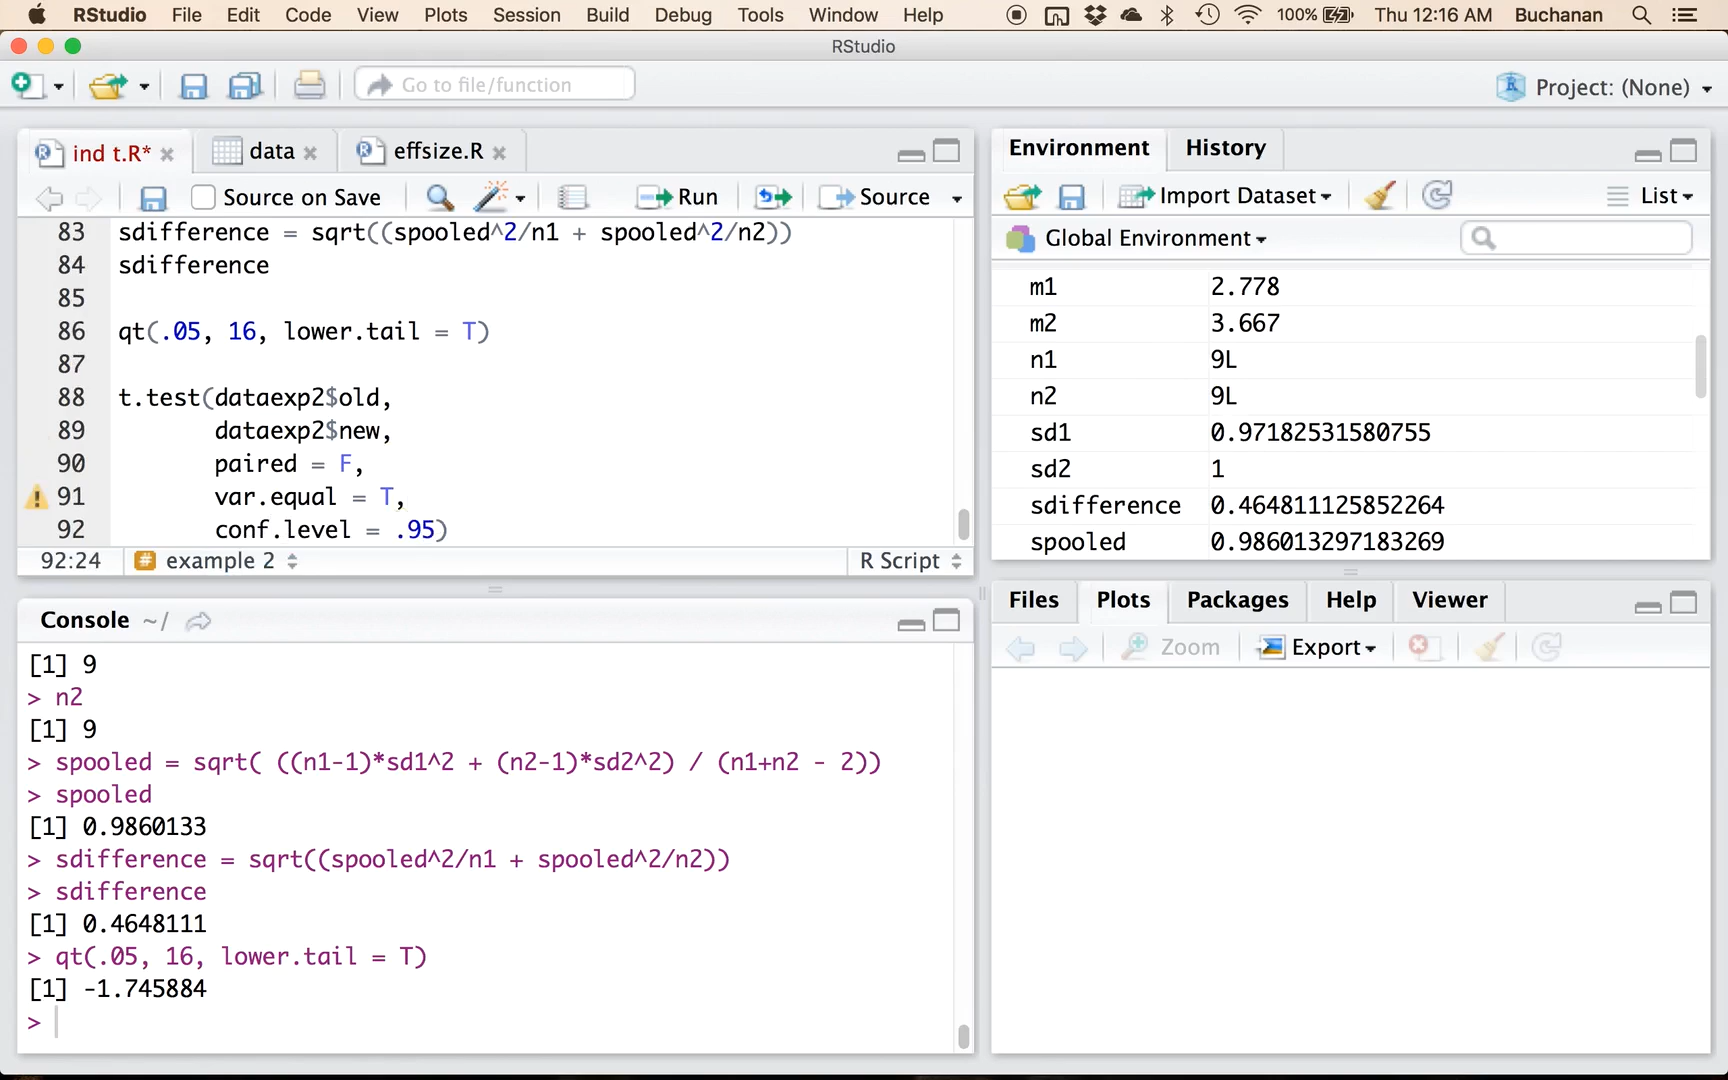 RStudio File Edit Code View Plots Session Build Debug Tools Window Help 100% Thu 12:16 AM Buchanan
RStudio
Go to file/function
Project: (None)
ind t.R*
data
effsize.R
Source on Save
Run
Source
83 sdifference = sqrt((spooled^2/n1 + spooled^2/n2))
84 sdifference
85
86 qt(.05, 16, lower.tail = T)
87
88 t.test(dataexp2$old,
89 dataexp2$new,
90 paired = F,
91 var.equal = T,
92 conf.level = .95)
92:24 example 2 R Script
Console ~/
[1] 9
> n2
[1] 9
> spooled = sqrt( ((n1-1)*sd1^2 + (n2-1)*sd2^2) / (n1+n2 - 2))
> spooled
[1] 0.9860133
> sdifference = sqrt((spooled^2/n1 + spooled^2/n2))
> sdifference
[1] 0.4648111
> qt(.05, 16, lower.tail = T)
[1] -1.745884
>
Environment History
Import Dataset List
Global Environment
m1 2.778
m2 3.667
n1 9L
n2 9L
sd1 0.97182531580755
sd2 1
sdifference 0.464811125852264
spooled 0.986013297183269
Files Plots Packages Help Viewer
Zoom Export